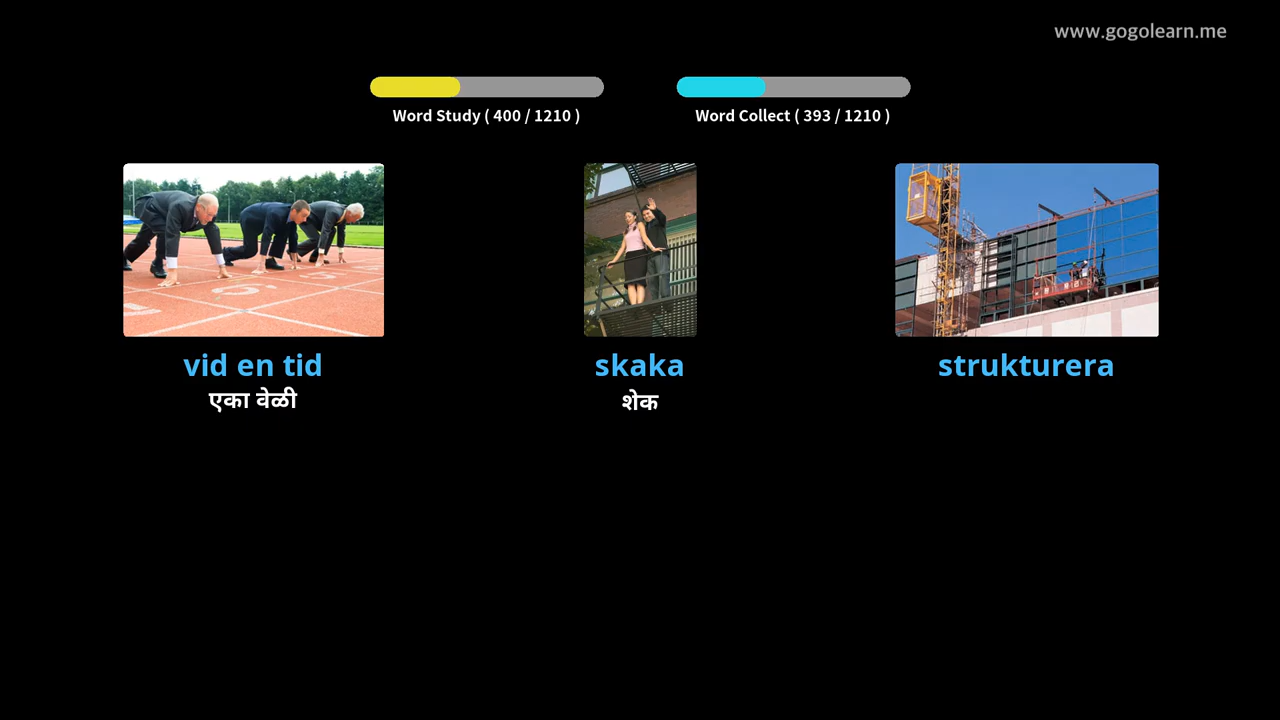 www.gogolearn.me
Word Study ( 400 / 1210 )
Word Collect ( 393 / 1210 )
vid en tid
एका वेळी
skaka
शेक
strukturera